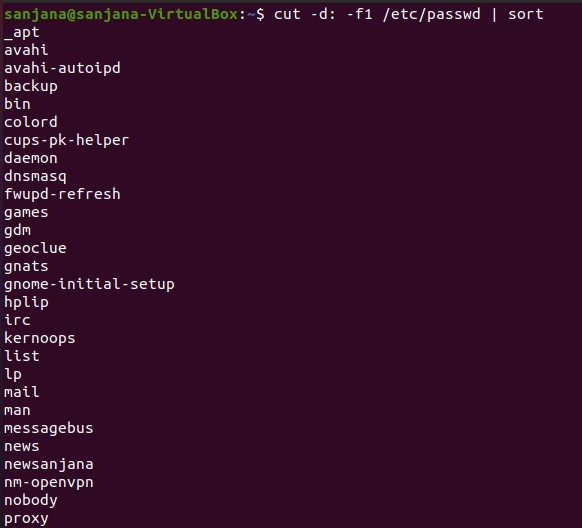 sanjana@sanjana-VirtualBox:~$ cut -d: -f1 /etc/passwd | sort
_apt
avahi
avahi-autoipd
backup
bin
colord
cups-pk-helper
daemon
dnsmasq
fwupd-refresh
games
gdm
geoclue
gnats
gnome-initial-setup
hplip
irc
kernoops
list
lp
mail
man
messagebus
news
newsanjana
nm-openvpn
nobody
proxy